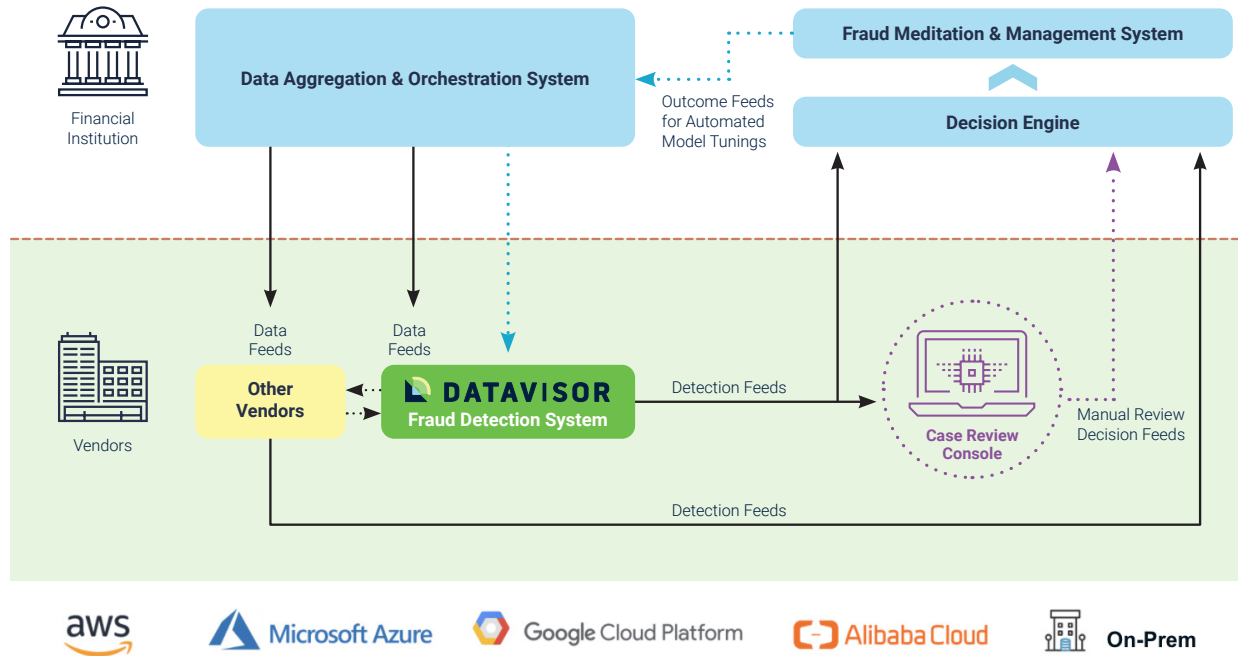 Financial
Institution
Data Aggregation & Orchestration System
Outcome Feeds
for Automated
Model Tunings
Fraud Meditation & Management System
Decision Engine
Vendors
Data
Feeds
Data
Feeds
Other
Vendors
DATAVISOR
Fraud Detection System
Detection Feeds
Case Review
Console
Manual Review
Decision Feeds
Detection Feeds
aws
Microsoft Azure
Google Cloud Platform
Alibaba Cloud
On-Prem